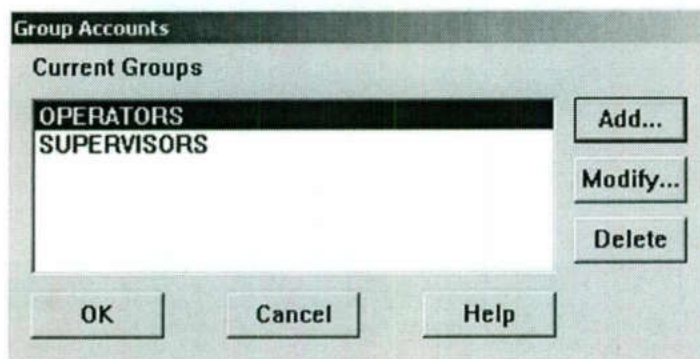 Group Accounts
Current Groups
OPERATORS
SUPERVISORS
Add...
Modify...
Delete
OK
Cancel
Help